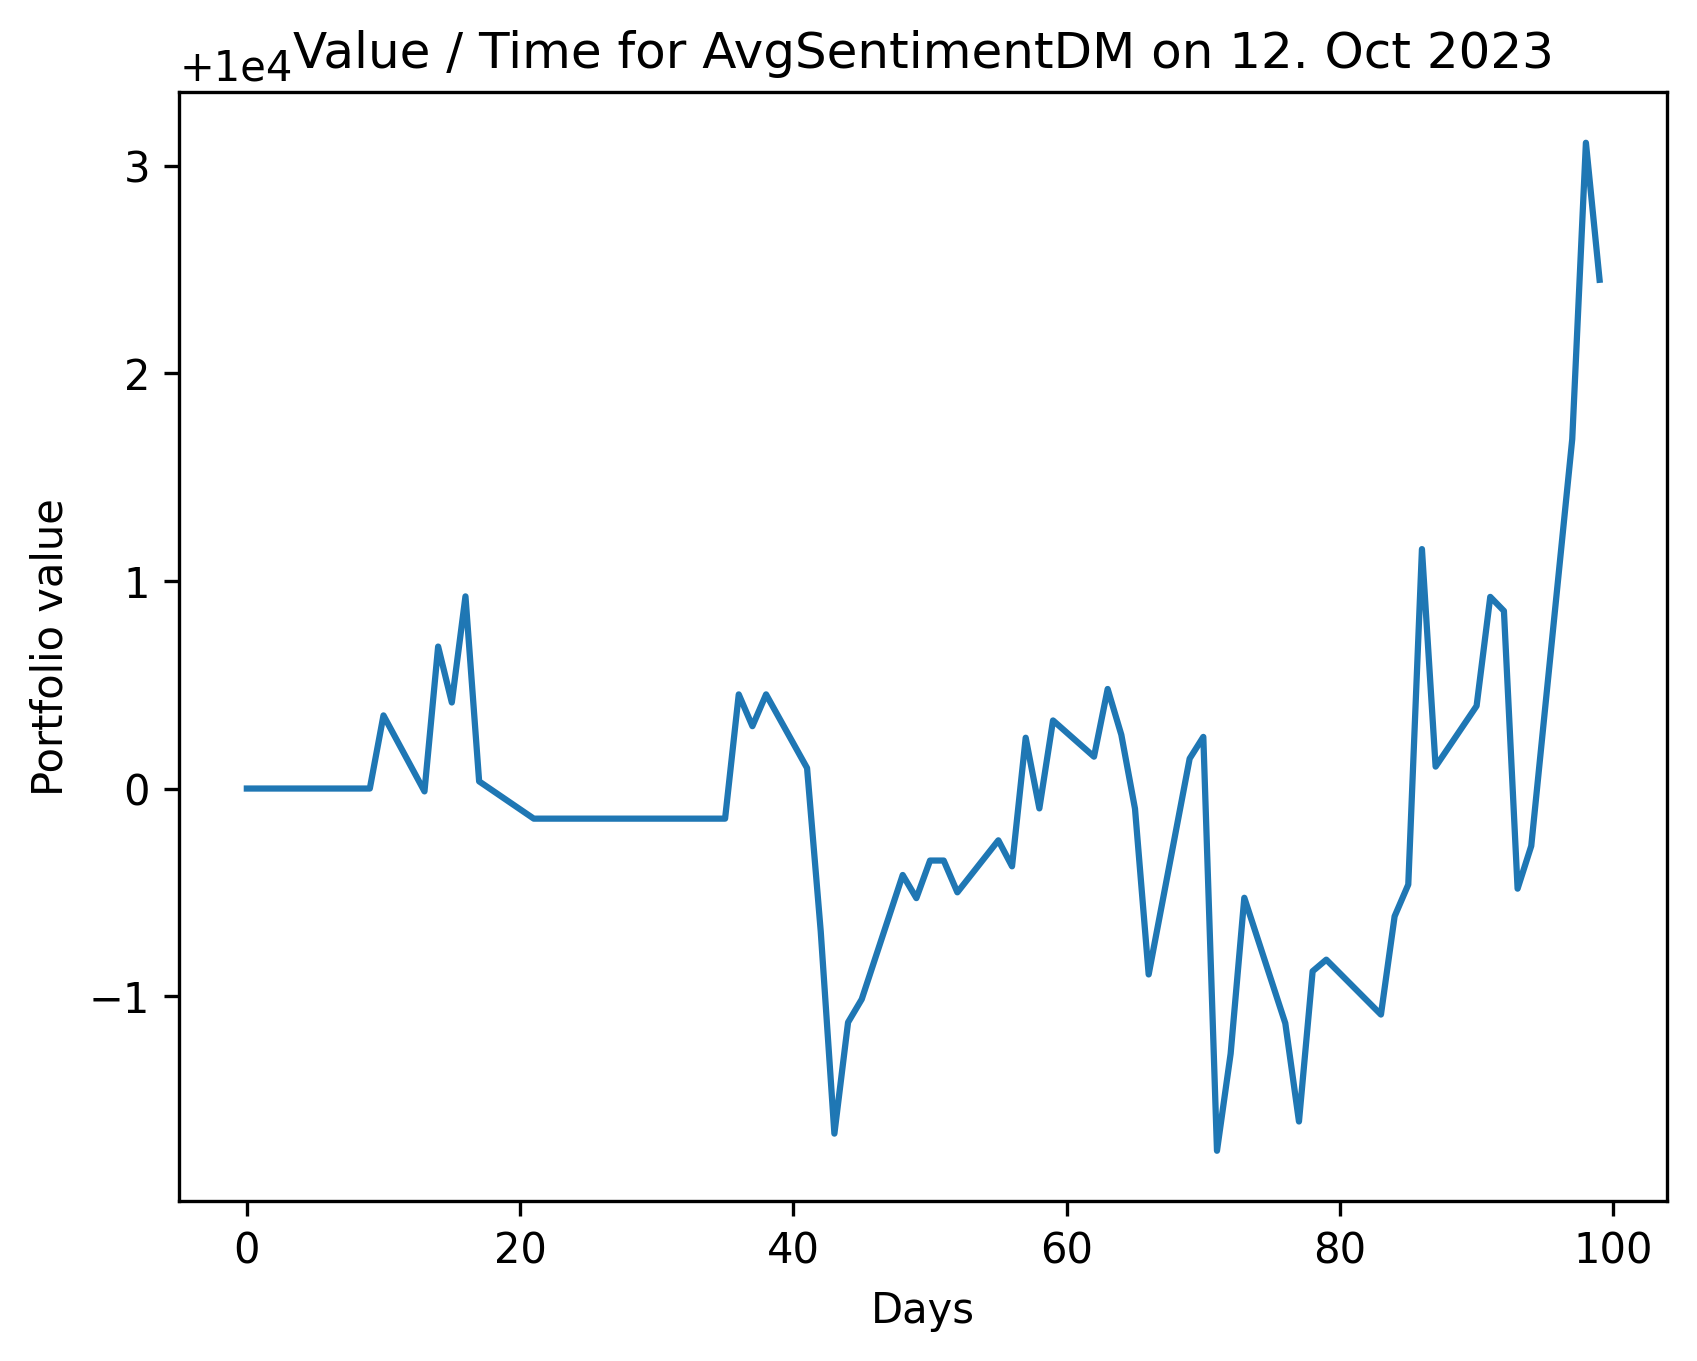 Value / Time for AvgSentimentDM on 12. Oct 2023
+1e4
3
2
1
0
−1
Portfolio value
0 20 40 60 80 100
Days